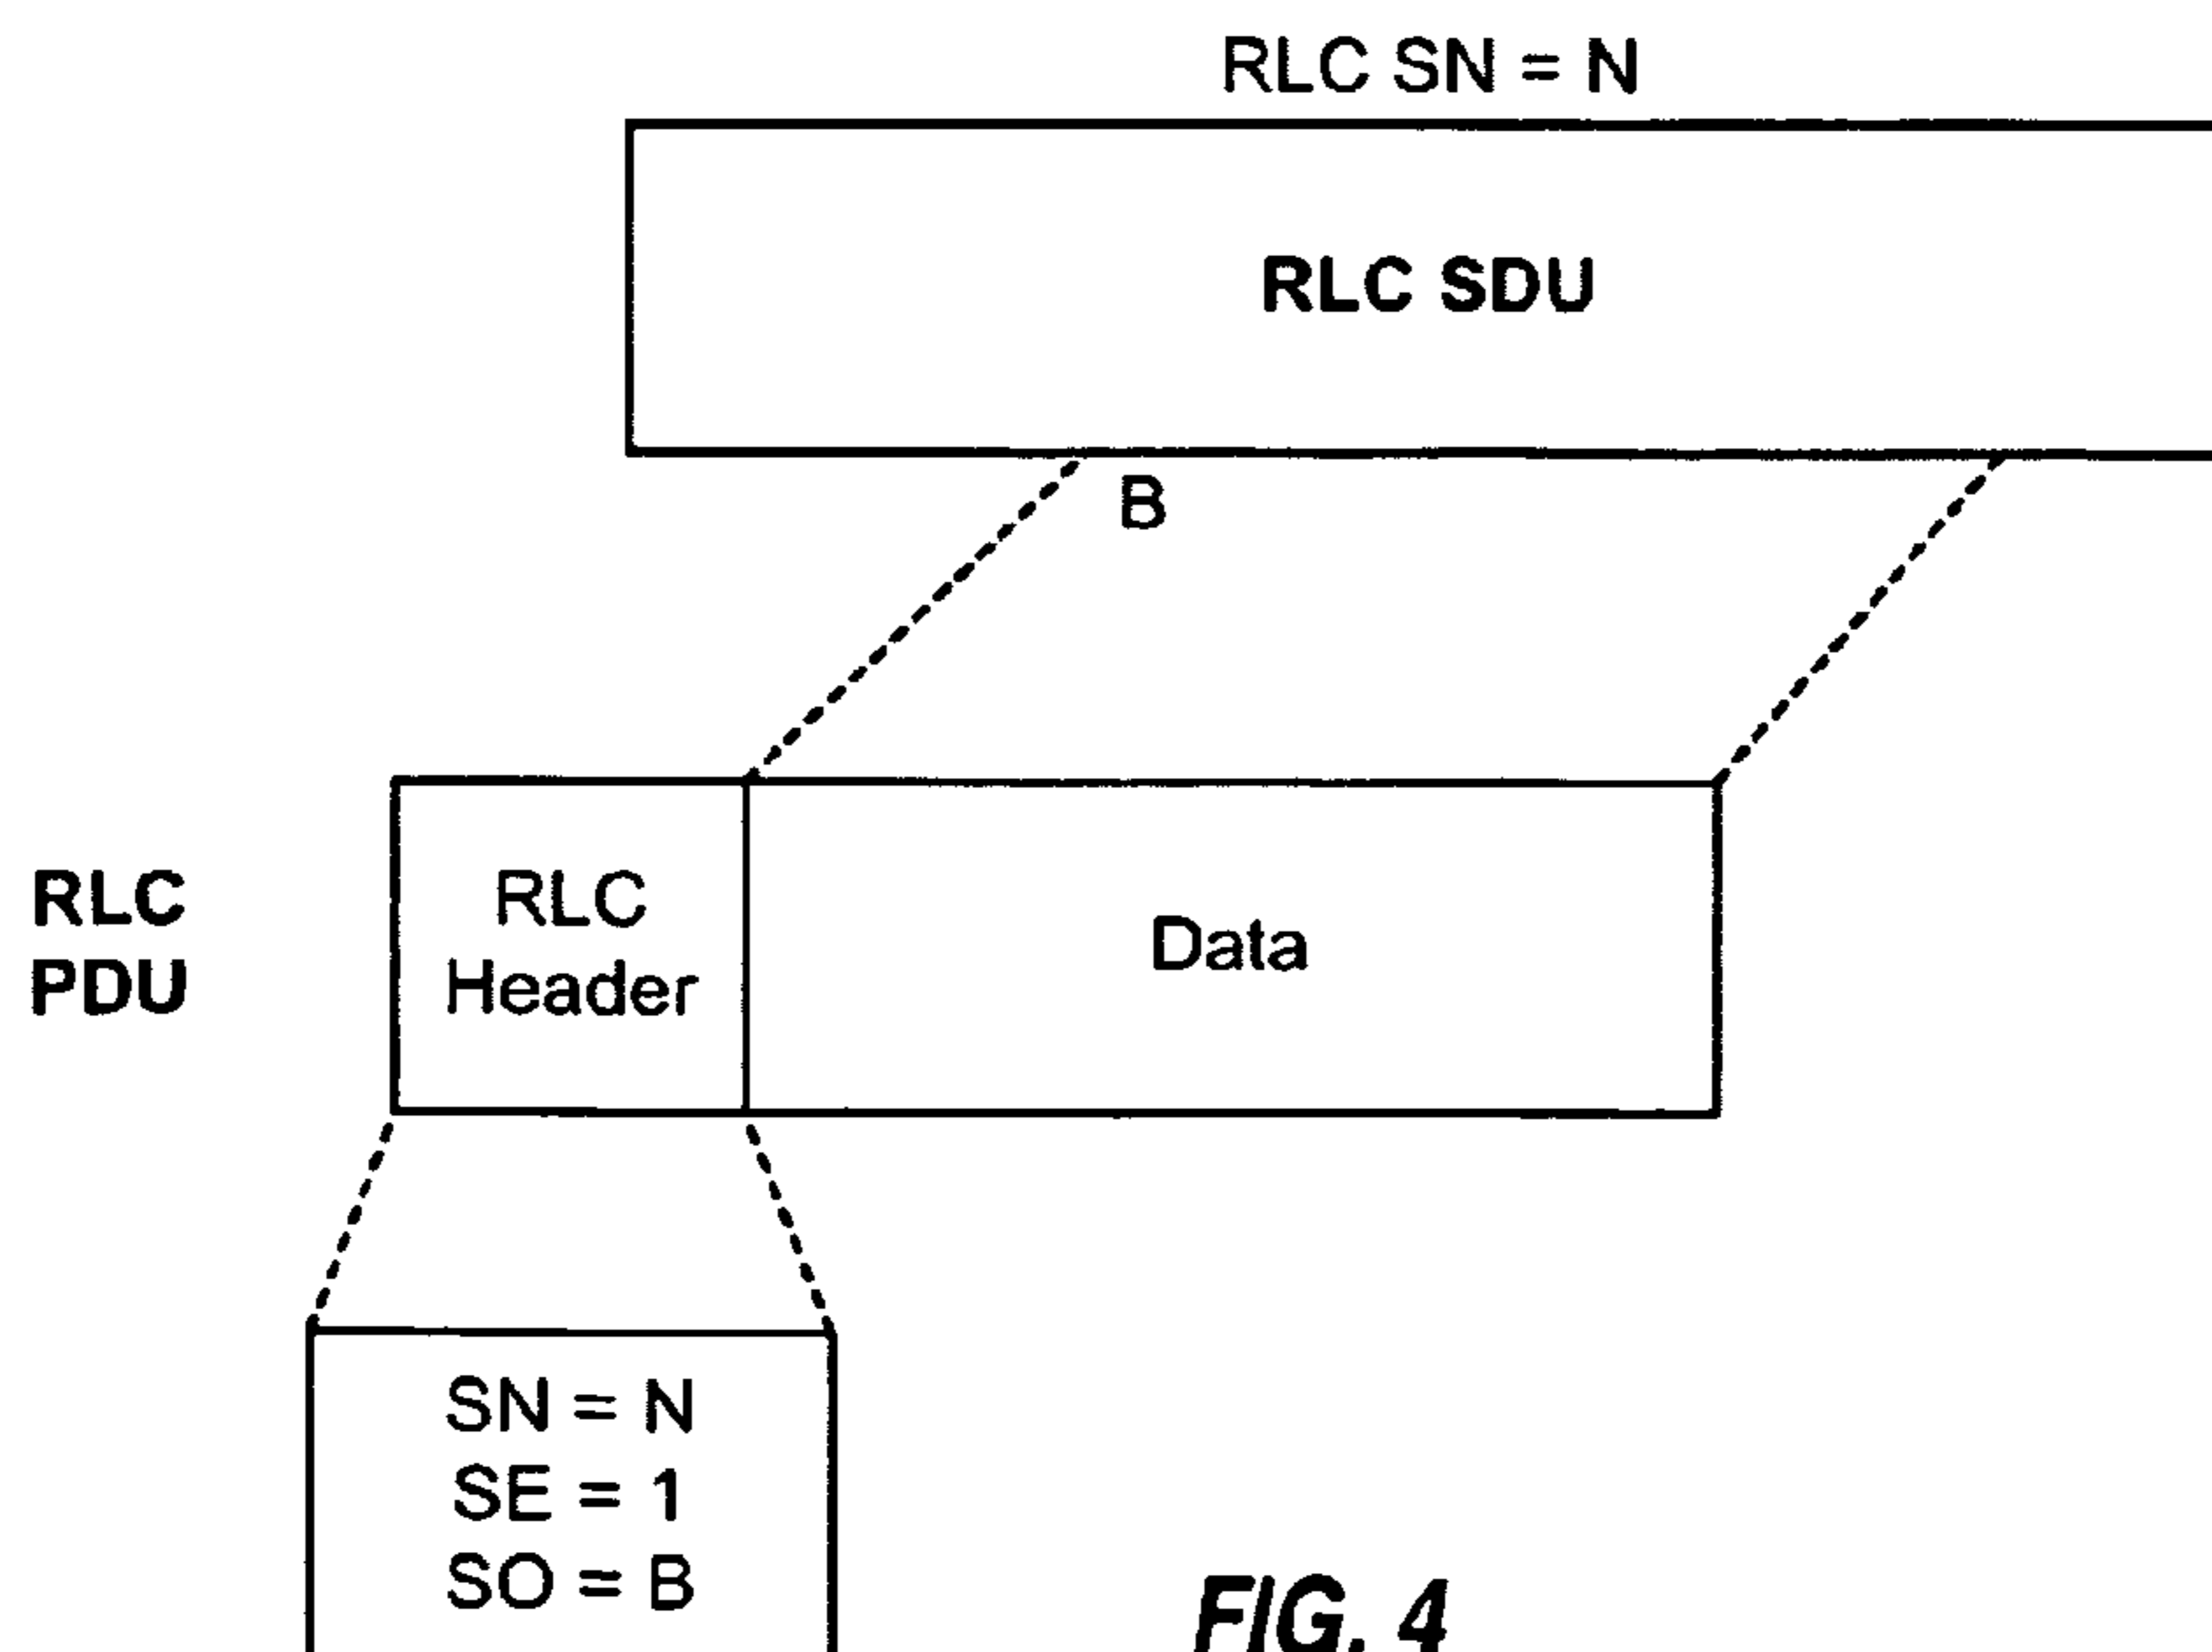 RLC SN = N
RLC SDU
B
RLC
PDU
RLC
Header
Data
SN = N
SE = 1
SO = B
FIG. 4